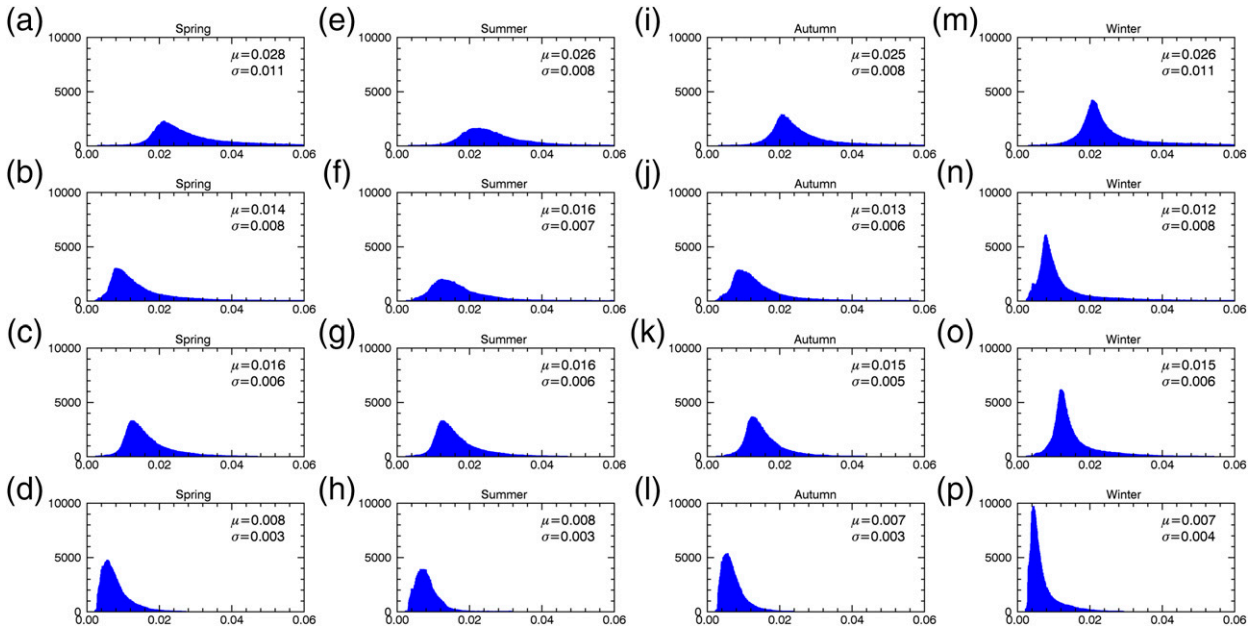 (a) Spring (e) Summer (i) Autumn (m) Winter
10000 10000 10000 10000
μ=0.028 μ=0.026 μ=0.025 μ=0.026
σ=0.011 σ=0.008 σ=0.008 σ=0.011
5000 5000 5000 5000
0 0 0 0
0.00 0.02 0.04 0.06 0.00 0.02 0.04 0.06 0.00 0.02 0.04 0.06 0.00 0.02 0.04 0.06
(b) Spring (f) Summer (j) Autumn (n) Winter
10000 10000 10000 10000
μ=0.014 μ=0.016 μ=0.013 μ=0.012
σ=0.008 σ=0.007 σ=0.006 σ=0.008
5000 5000 5000 5000
0 0 0 0
0.00 0.02 0.04 0.06 0.00 0.02 0.04 0.06 0.00 0.02 0.04 0.06 0.00 0.02 0.04 0.06
(c) Spring (g) Summer (k) Autumn (o) Winter
10000 10000 10000 10000
μ=0.016 μ=0.016 μ=0.015 μ=0.015
σ=0.006 σ=0.006 σ=0.005 σ=0.006
5000 5000 5000 5000
0 0 0 0
0.00 0.02 0.04 0.06 0.00 0.02 0.04 0.06 0.00 0.02 0.04 0.06 0.00 0.02 0.04 0.06
(d) Spring (h) Summer (l) Autumn (p) Winter
10000 10000 10000 10000
μ=0.008 μ=0.008 μ=0.007 μ=0.007
σ=0.003 σ=0.003 σ=0.003 σ=0.004
5000 5000 5000 5000
0 0 0 0
0.00 0.02 0.04 0.06 0.00 0.02 0.04 0.06 0.00 0.02 0.04 0.06 0.00 0.02 0.04 0.06